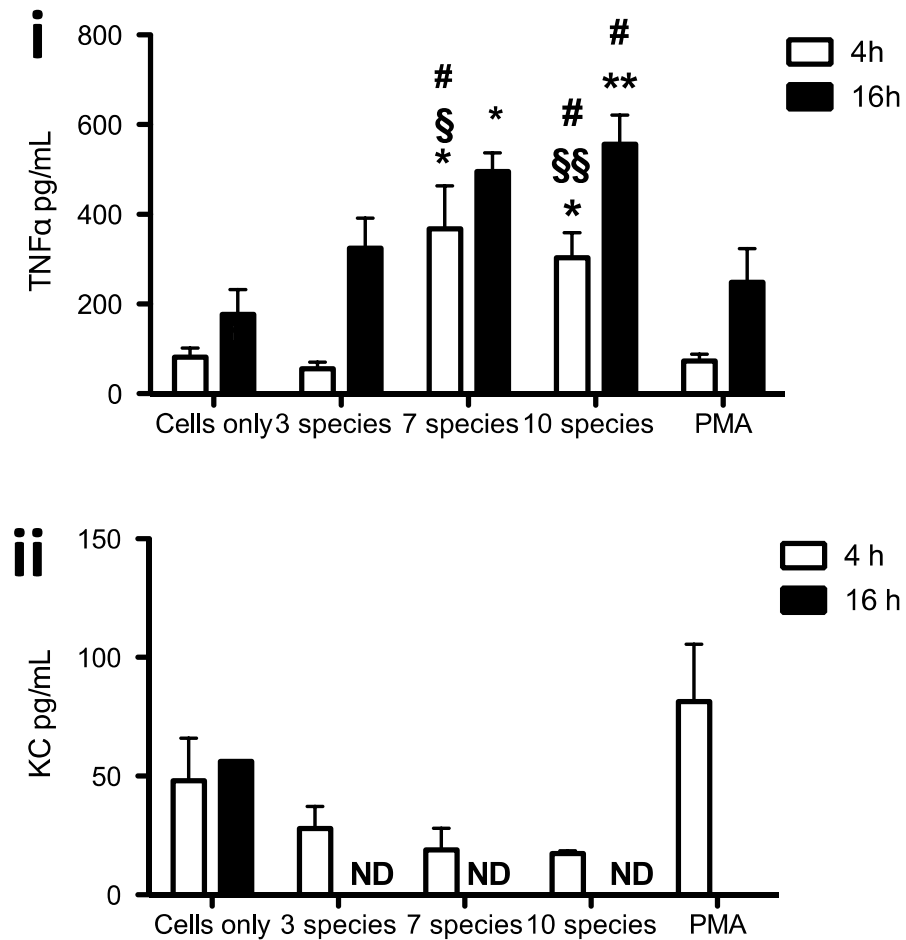 i
800
600
400
200
0
TNFα pg/mL
#
§
*
*
#
§§
*
#
**
4h
16h
Cells only 3 species 7 species 10 species PMA
ii
150
100
50
0
KC pg/mL
4 h
16 h
ND ND ND
Cells only 3 species 7 species 10 species PMA